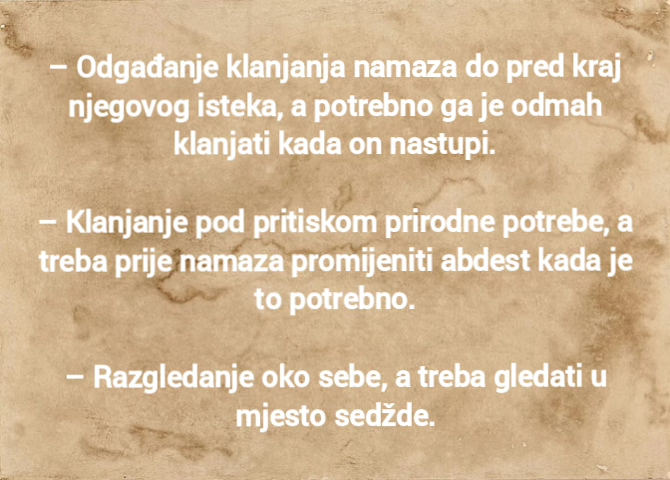 – Odgađanje klanjanja namaza do pred kraj
njegovog isteka, a potrebno ga je odmah
klanjati kada on nastupi.
– Klanjanje pod pritiskom prirodne potrebe, a
treba prije namaza promijeniti abdest kada je
to potrebno.
– Razgledanje oko sebe, a treba gledati u
mjesto sedžde.